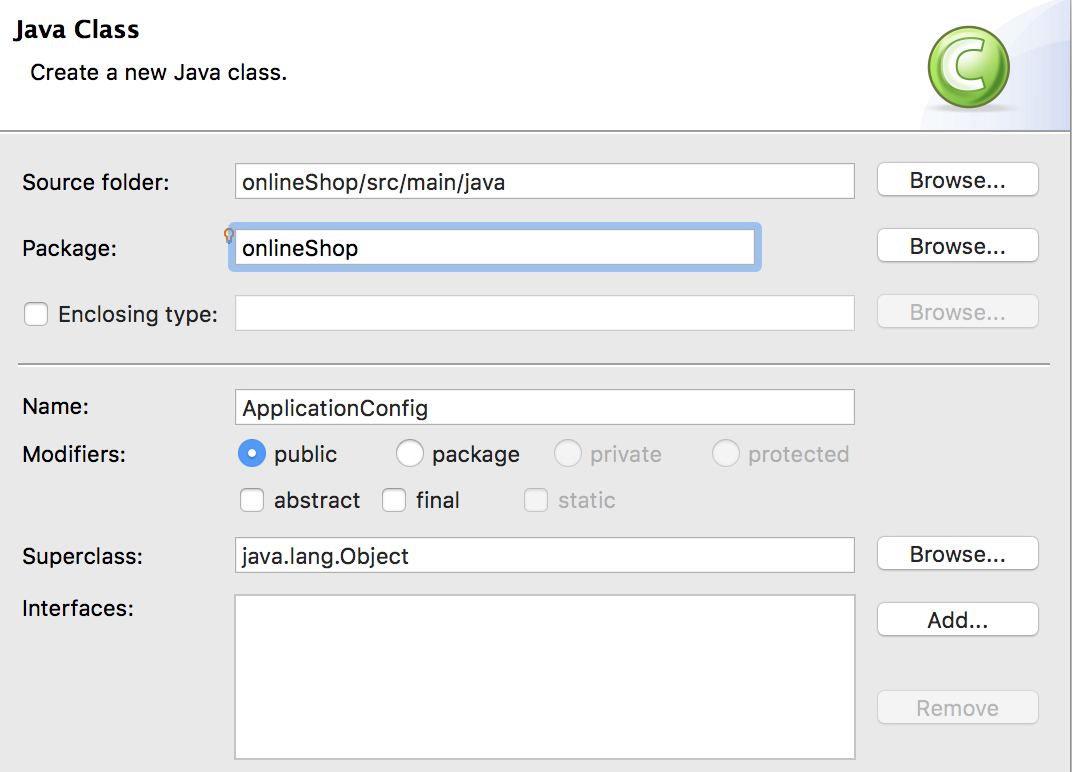 Java Class
Create a new Java class.
Source folder: onlineShop/src/main/java Browse...
Package: onlineShop Browse...
Enclosing type: Browse...
Name: ApplicationConfig
Modifiers: public package private protected
abstract final static
Superclass: java.lang.Object Browse...
Interfaces: Add...
Remove